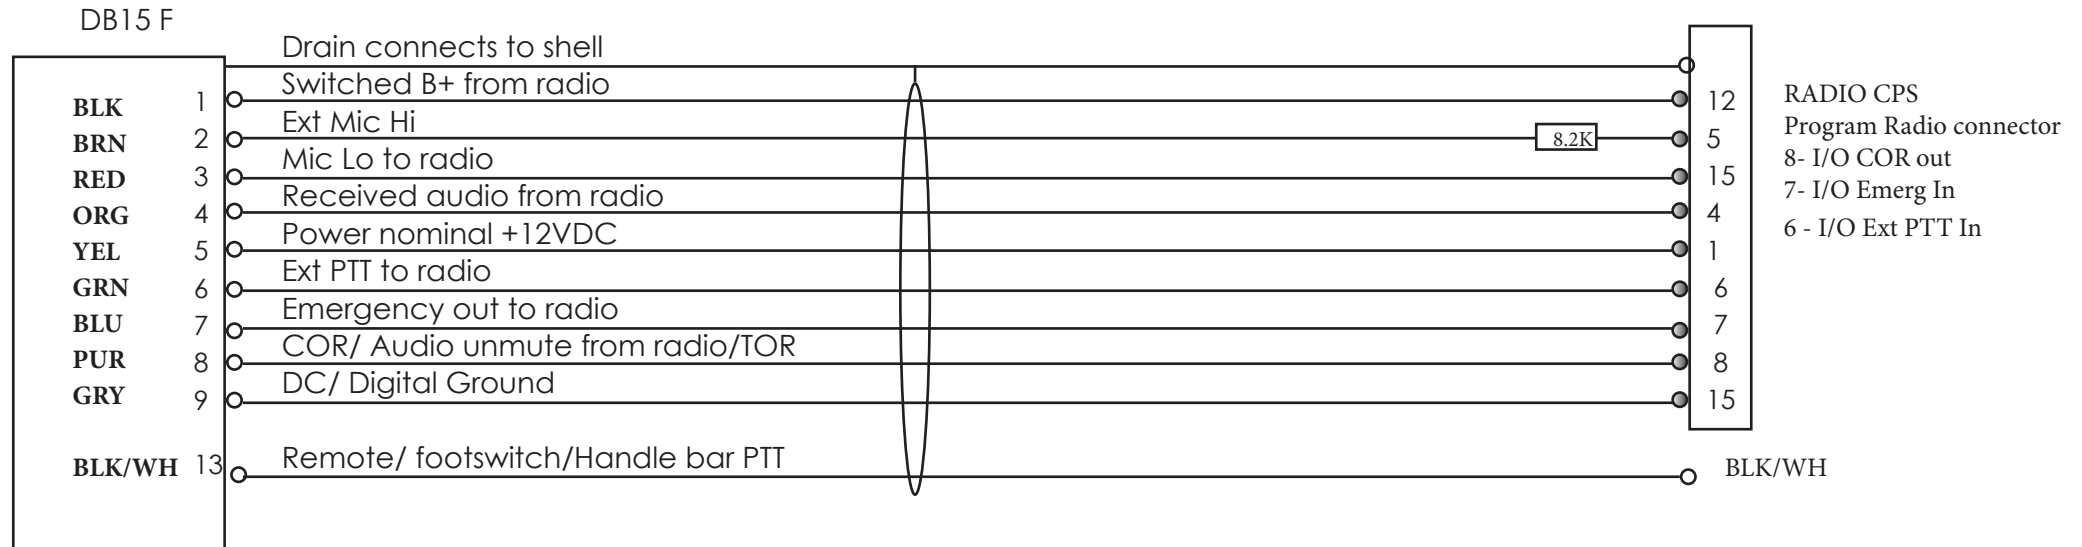 DB15 F
Drain connects to shell
BLK 1 Switched B+ from radio 12
BRN 2 Ext Mic Hi 8.2K 5
RED 3 Mic Lo to radio 15
ORG 4 Received audio from radio 4
YEL 5 Power nominal +12VDC 1
GRN 6 Ext PTT to radio 6
BLU 7 Emergency out to radio 7
PUR 8 COR/ Audio unmute from radio/TOR 8
GRY 9 DC/ Digital Ground 15
BLK/WH 13 Remote/ footswitch/Handle bar PTT BLK/WH
RADIO CPS
Program Radio connector
8- I/O COR out
7- I/O Emerg In
6 - I/O Ext PTT In